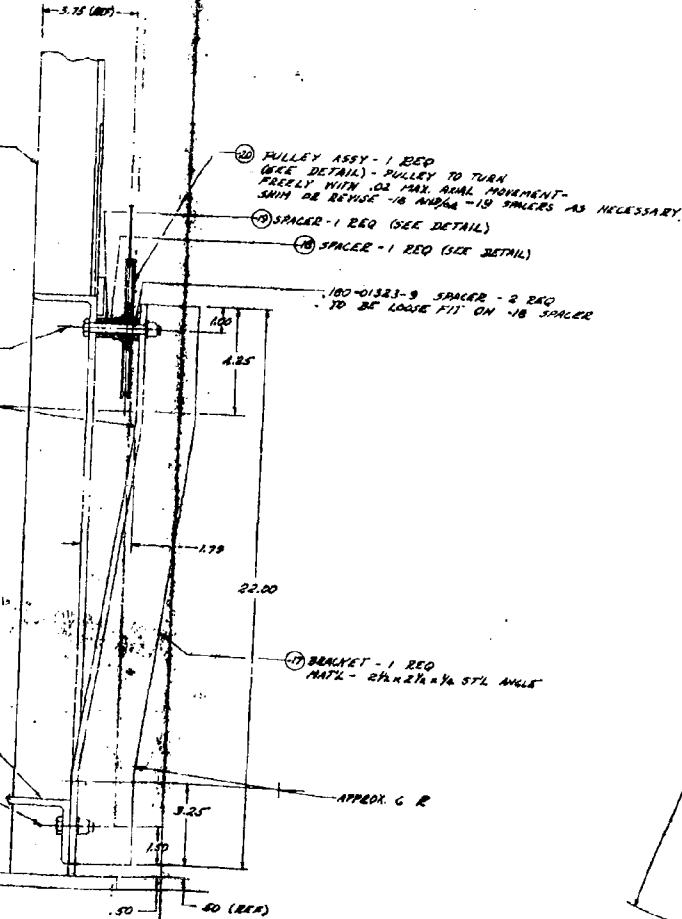 3.75 (REF)
-20 PULLEY ASSY - 1 REQ
(SEE DETAIL) - PULLEY TO TURN
FREELY WITH .02 MAX. AXIAL MOVEMENT-
SHIM OR REVISE -18 AND/OR -19 SPACERS AS NECESSARY.
-19 SPACER - 1 REQ (SEE DETAIL)
-18 SPACER - 1 REQ (SEE DETAIL)
180-01323-9 SPACER - 2 REQ
TO BE LOOSE FIT ON -18 SPACER
1.00
4.25
1.79
22.00
-17 BRACKET - 1 REQ
MAT'L - 2½ x 2½ x ¼ ST'L ANGLE
APPROX. 6 R
3.25
1.50
.50
.50 (REF)